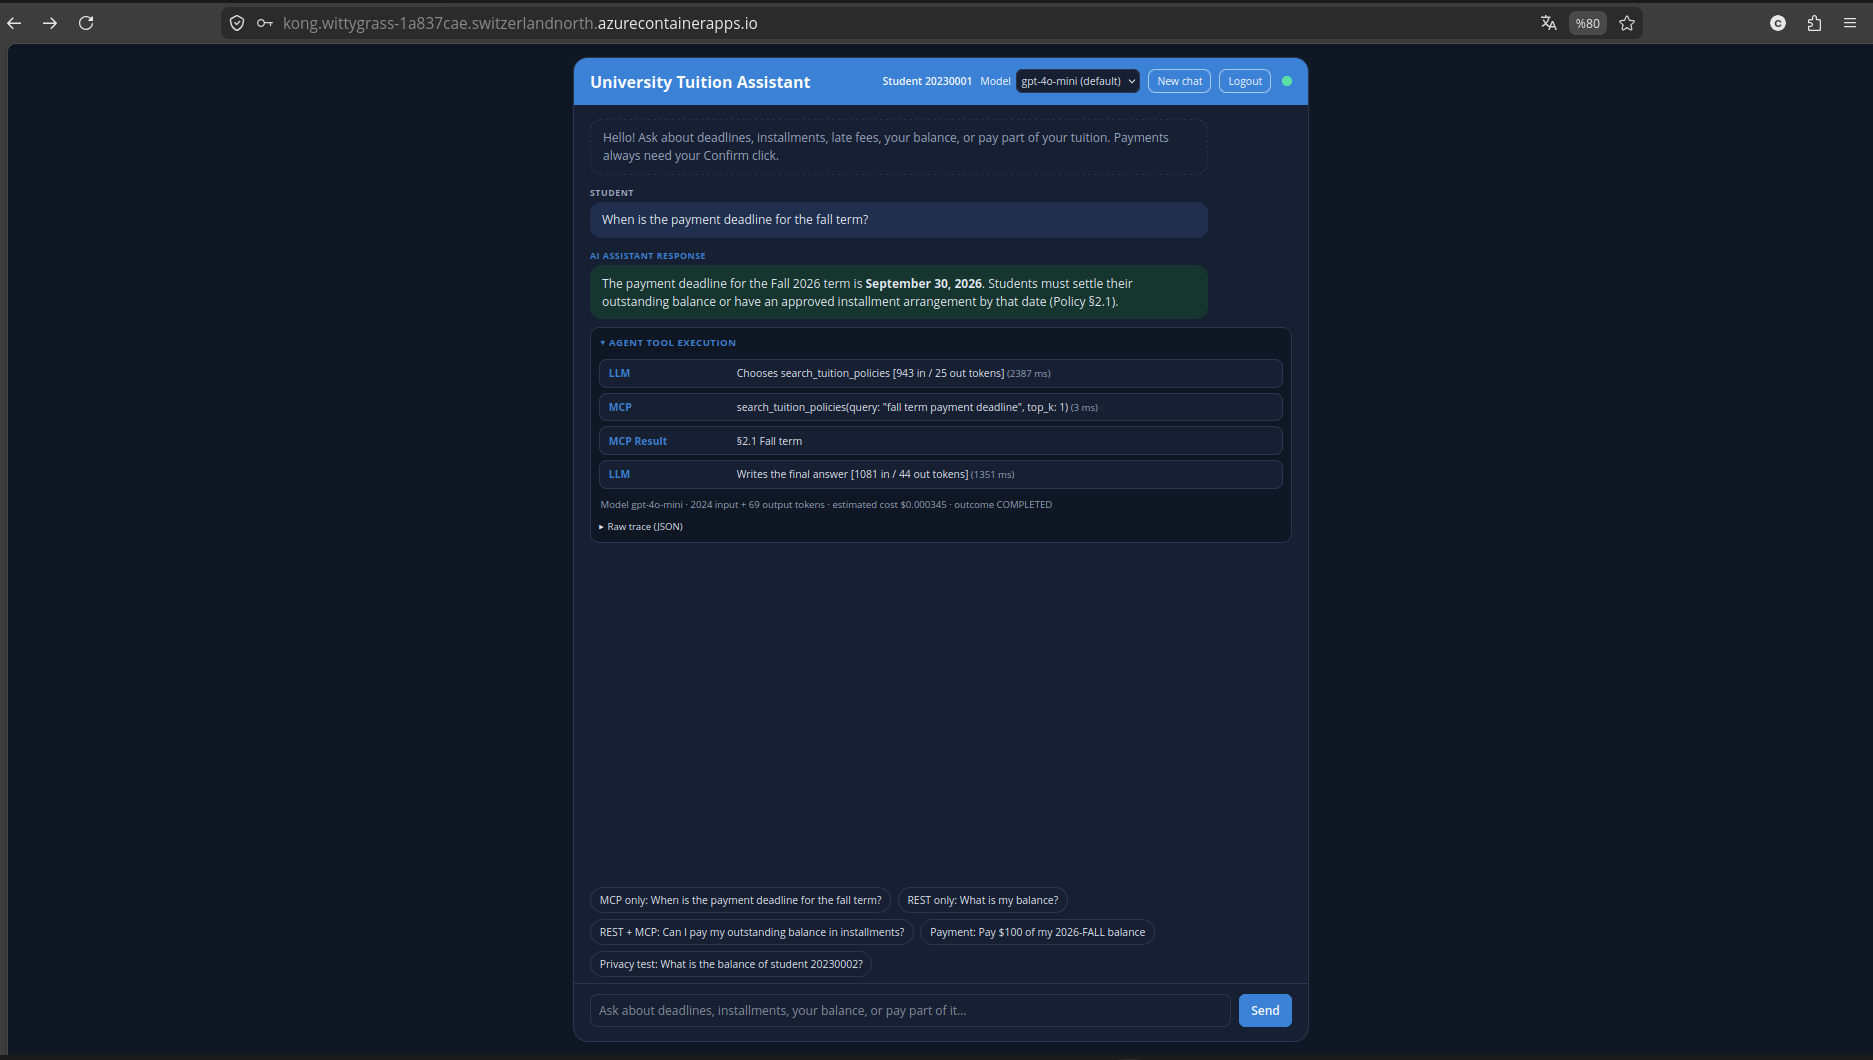 kong.wittygrass-1a837cae.switzerlandnorth.azurecontainerapps.io
%80
C
University Tuition Assistant
Student 20230001
Model
gpt-4o-mini (default)
New chat
Logout
Hello! Ask about deadlines, installments, late fees, your balance, or pay part of your tuition. Payments
always need your Confirm click.
STUDENT
When is the payment deadline for the fall term?
AI ASSISTANT RESPONSE
The payment deadline for the Fall 2026 term is September 30, 2026. Students must settle their
outstanding balance or have an approved installment arrangement by that date (Policy §2.1).
▾ AGENT TOOL EXECUTION
LLM Chooses search_tuition_policies [943 in / 25 out tokens] (2387 ms)
MCP search_tuition_policies(query: "fall term payment deadline", top_k: 1) (3 ms)
MCP Result §2.1 Fall term
LLM Writes the final answer [1081 in / 44 out tokens] (1351 ms)
Model gpt-4o-mini · 2024 input + 69 output tokens · estimated cost $0.000345 · outcome COMPLETED
▸ Raw trace (JSON)
MCP only: When is the payment deadline for the fall term?
REST only: What is my balance?
REST + MCP: Can I pay my outstanding balance in installments?
Payment: Pay $100 of my 2026-FALL balance
Privacy test: What is the balance of student 20230002?
Ask about deadlines, installments, your balance, or pay part of it...
Send